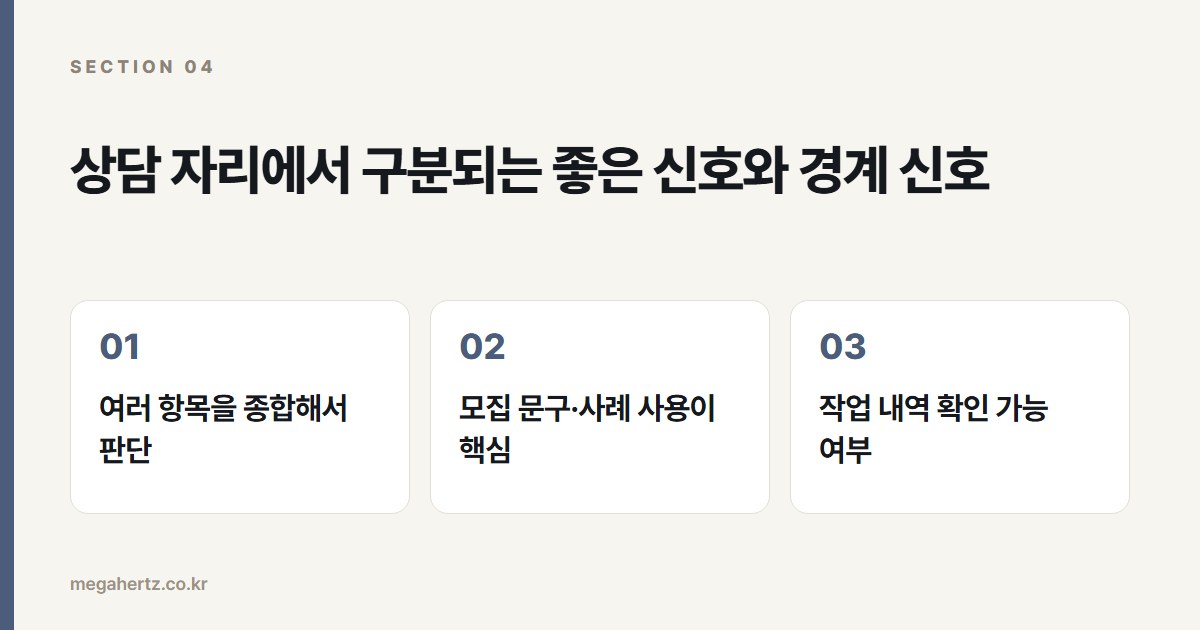 SECTION 04
상담 자리에서 구분되는 좋은 신호와 경계 신호
01
여러 항목을 종합해서
판단
02
모집 문구·사례 사용이
핵심
03
작업 내역 확인 가능
여부
megahertz.co.kr